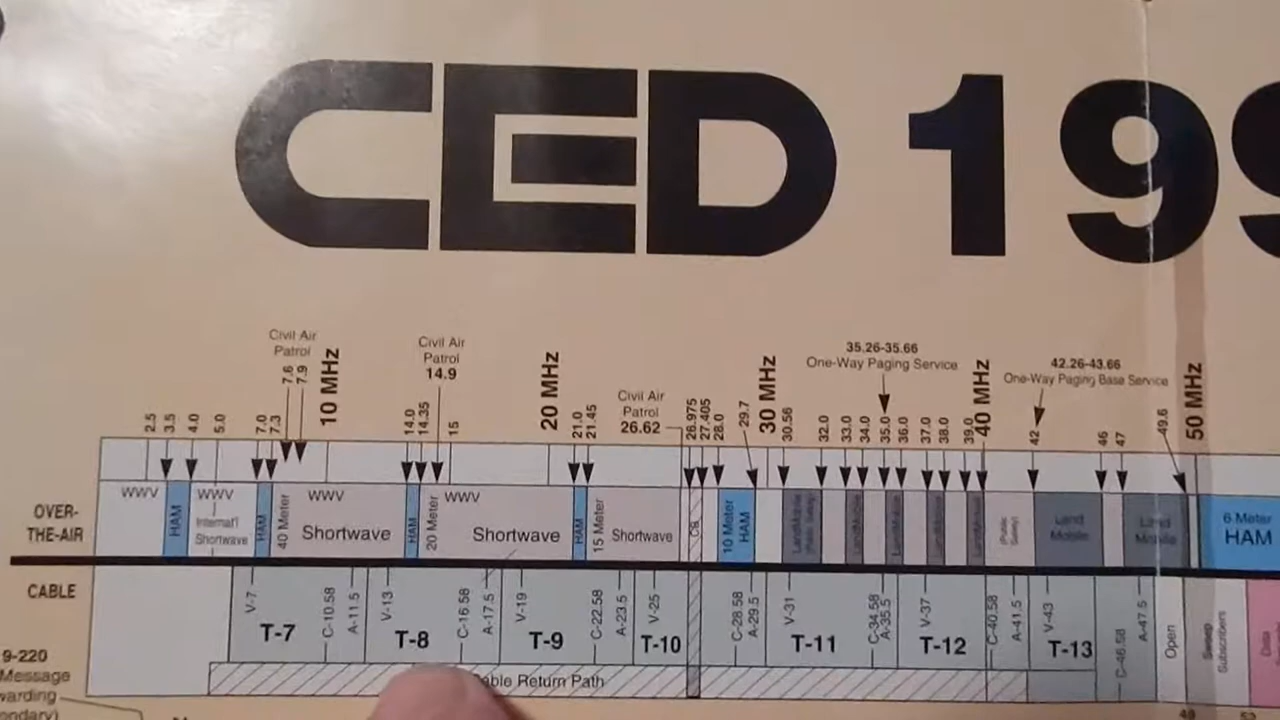 CED 199
Civil Air
Patrol
7.6
7.9
10 MHz
Civil Air
Patrol
14.9
20 MHz
Civil Air
Patrol
26.62
30 MHz
35.26-35.66
One-Way Paging Service
40 MHz
42.26-43.66
One-Way Paging Base Service
50 MHz
2.5
3.5
4.0
5.0
7.0
7.3
14.0
14.35
15
21.0
21.45
26.975
27.405
28.0
29.7
30.56
32.0
33.0
34.0
35.0
36.0
37.0
38.0
39.0
42
46
47
49.6
OVER-
THE-AIR
WWV
HAM
WWV
Internat'l
Shortwave
HAM
40 Meter
WWV
Shortwave
HAM
20 Meter
WWV
Shortwave
HAM
15 Meter
Shortwave
10 Meter
HAM
Land
Mobile
Land
Mobile
6 Meter
HAM
CABLE
V-7
T-7
C-10.58
A-11.5
V-13
T-8
C-16.58
A-17.5
V-19
T-9
C-22.58
A-23.5
V-25
T-10
C-28.58
A-29.5
V-31
T-11
C-34.58
A-35.5
V-37
T-12
C-40.58
A-41.5
V-43
T-13
C-46.58
A-47.5
Open
Sweep
Subscribers
able Return Path
9-220
Message
warding
ondary)